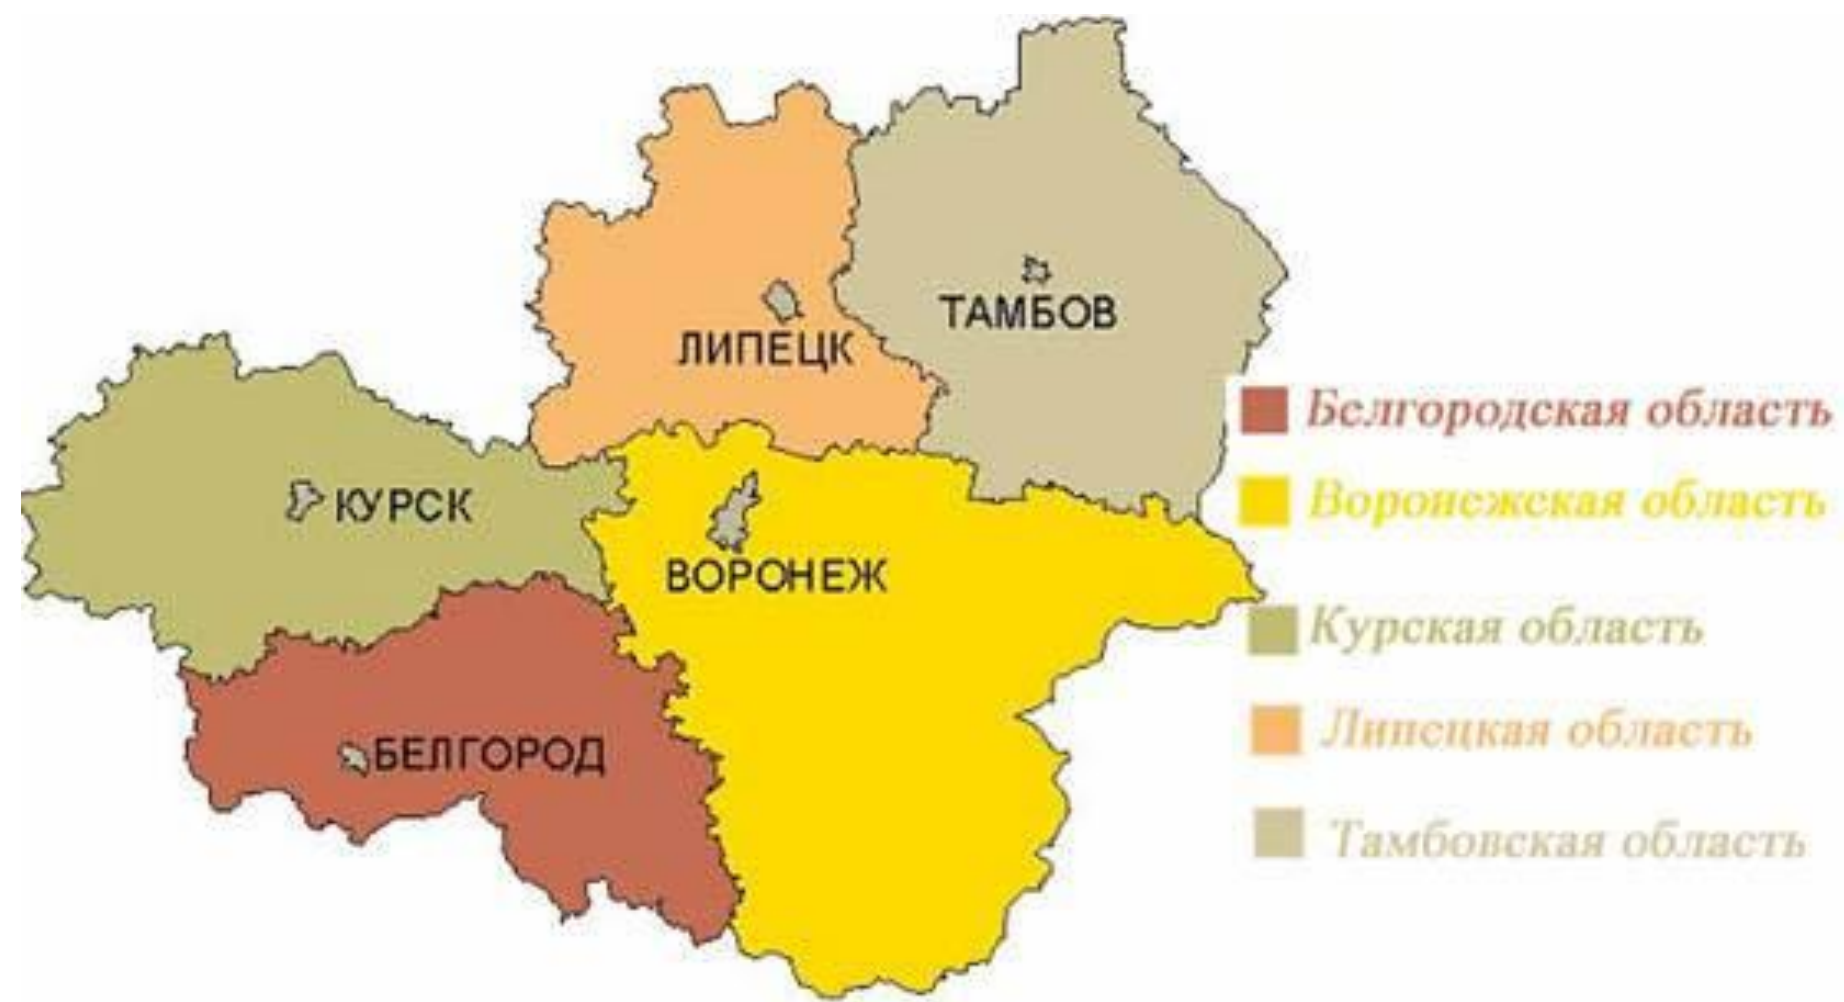 ТАМБОВ
ЛИПЕЦК
КУРСК
ВОРОНЕЖ
БЕЛГОРОД
Белгородская область
Воронежская область
Курская область
Липецкая область
Тамбовская область